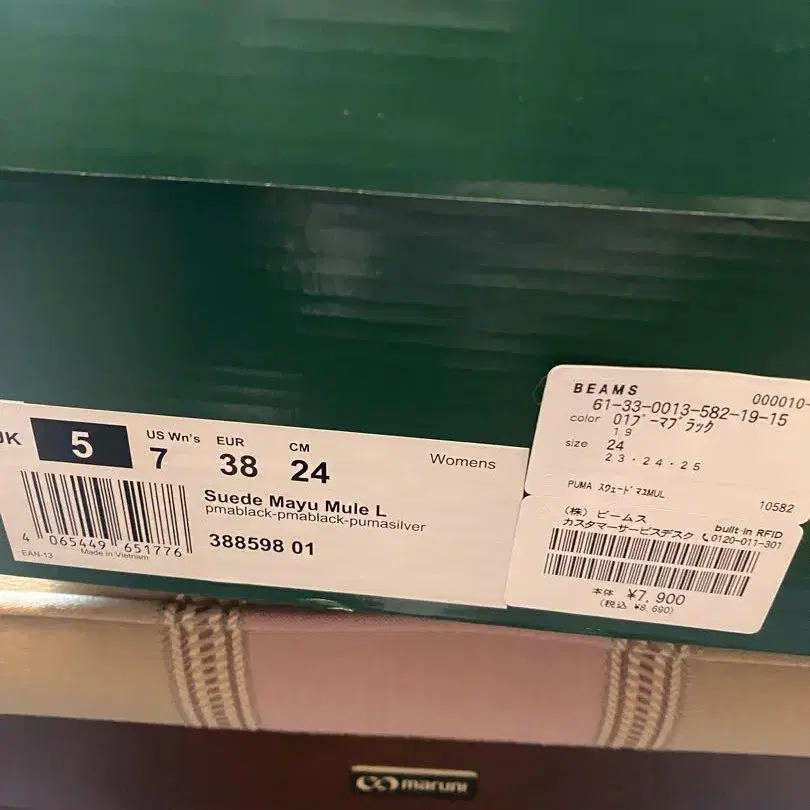 UK 5
US Wn's 7
EUR 38
CM 24
Womens
Suede Mayu Mule L
pmablack-pmablack-pumasilver
388598 01
4 065449 651776
EAN-13 Made in Vietnam
BEAMS 000010-
61-33-0013-582-19-15
color 01プーマブラック
19
size 24
23・24・25
PUMA スウェードマユMUL
10582
(株) ビームス
カスタマーサービスデスク
built-in RFID
0120-011-301
本体 ¥7,900
(税込 ¥8,690)
maruni